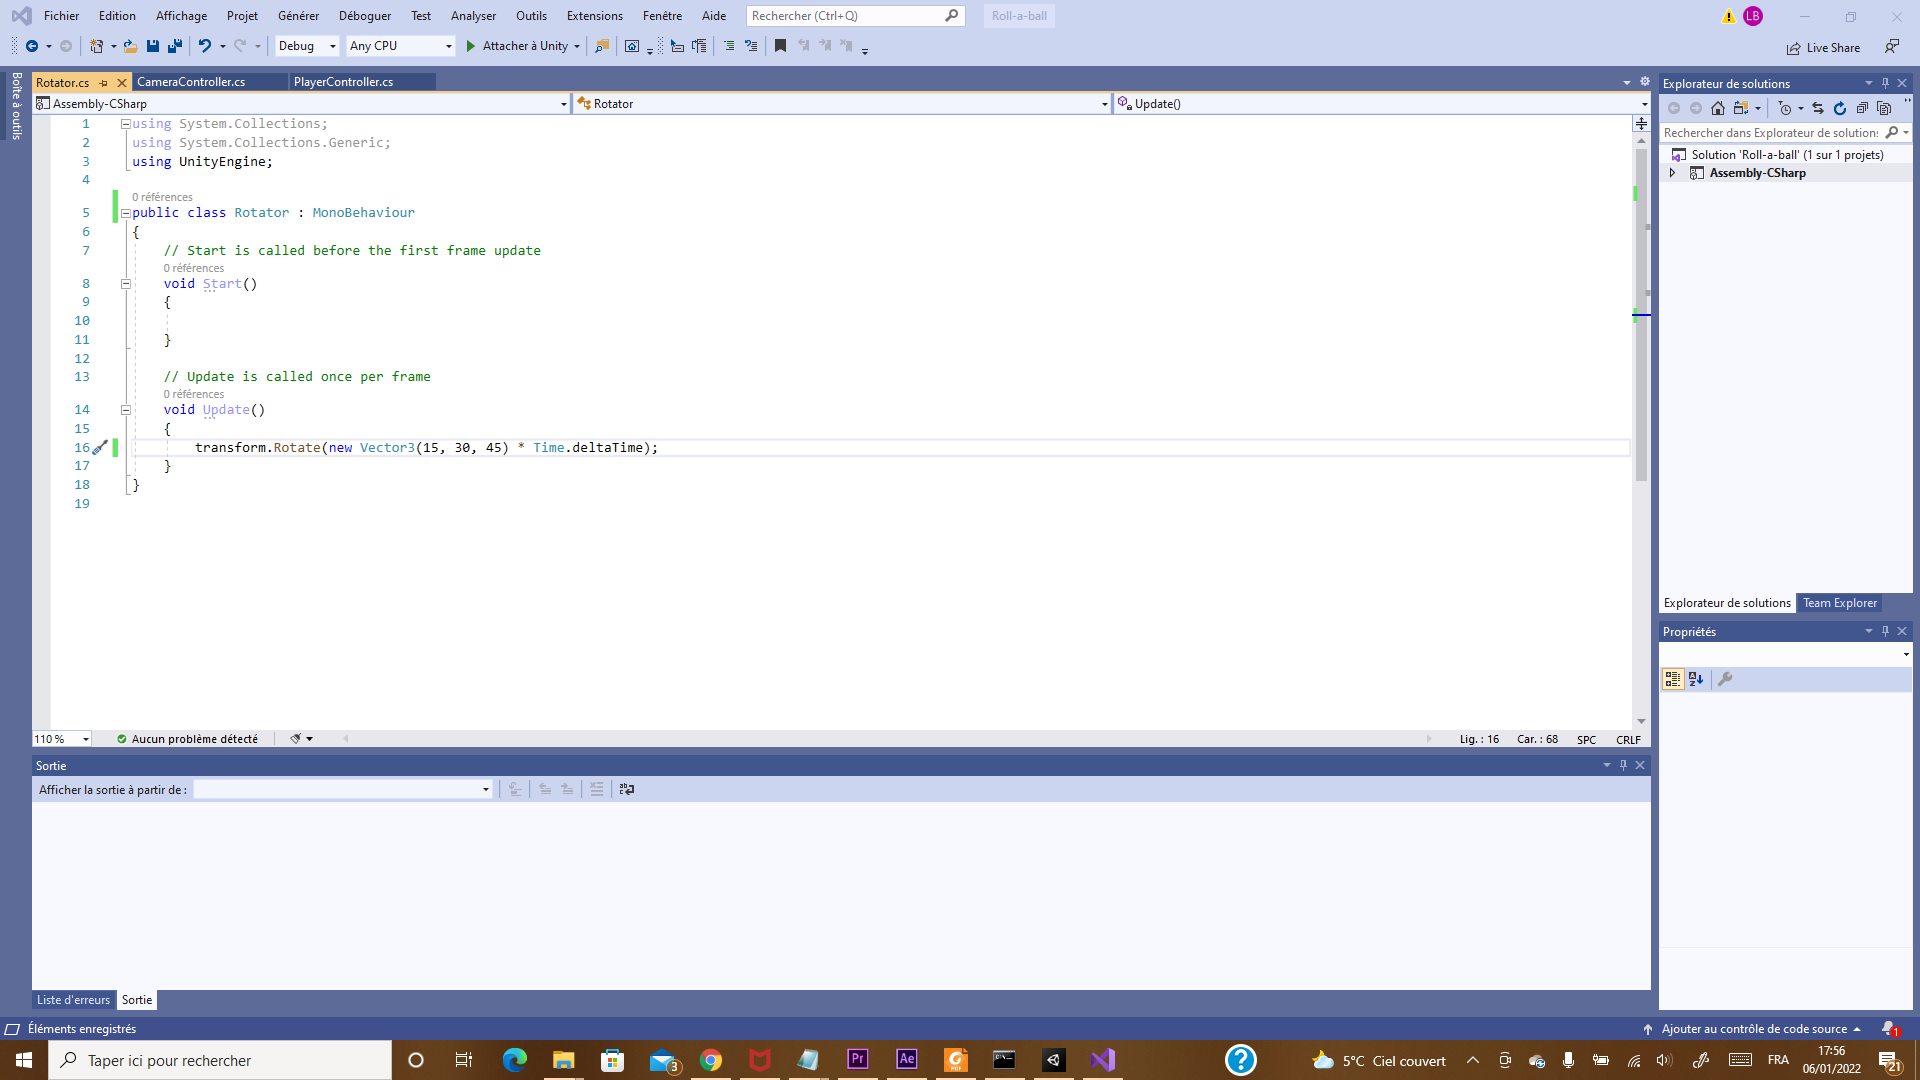 Fichier Edition Affichage Projet Générer Déboguer Test Analyser Outils Extensions Fenêtre Aide Rechercher (Ctrl+Q) Roll-a-ball LB
Debug Any CPU Attacher à Unity Live Share
Boîte à outils
Rotator.cs CameraController.cs PlayerController.cs
Assembly-CSharp Rotator Update()
1 using System.Collections;
2 using System.Collections.Generic;
3 using UnityEngine;
4
0 références
5 public class Rotator : MonoBehaviour
6 {
7 // Start is called before the first frame update
0 références
8 void Start()
9 {
10
11 }
12
13 // Update is called once per frame
0 références
14 void Update()
15 {
16 transform.Rotate(new Vector3(15, 30, 45) * Time.deltaTime);
17 }
18 }
19
110 % Aucun problème détecté Lig. : 16 Car. : 68 SPC CRLF
Sortie
Afficher la sortie à partir de :
Liste d'erreurs Sortie
Explorateur de solutions
Rechercher dans Explorateur de solution:
Solution 'Roll-a-ball' (1 sur 1 projets)
Assembly-CSharp
Explorateur de solutions Team Explorer
Propriétés
Éléments enregistrés Ajouter au contrôle de code source 1
Taper ici pour rechercher 3 Pr Ae PDF ? 5°C Ciel couvert FRA 17:56 21
06/01/2022